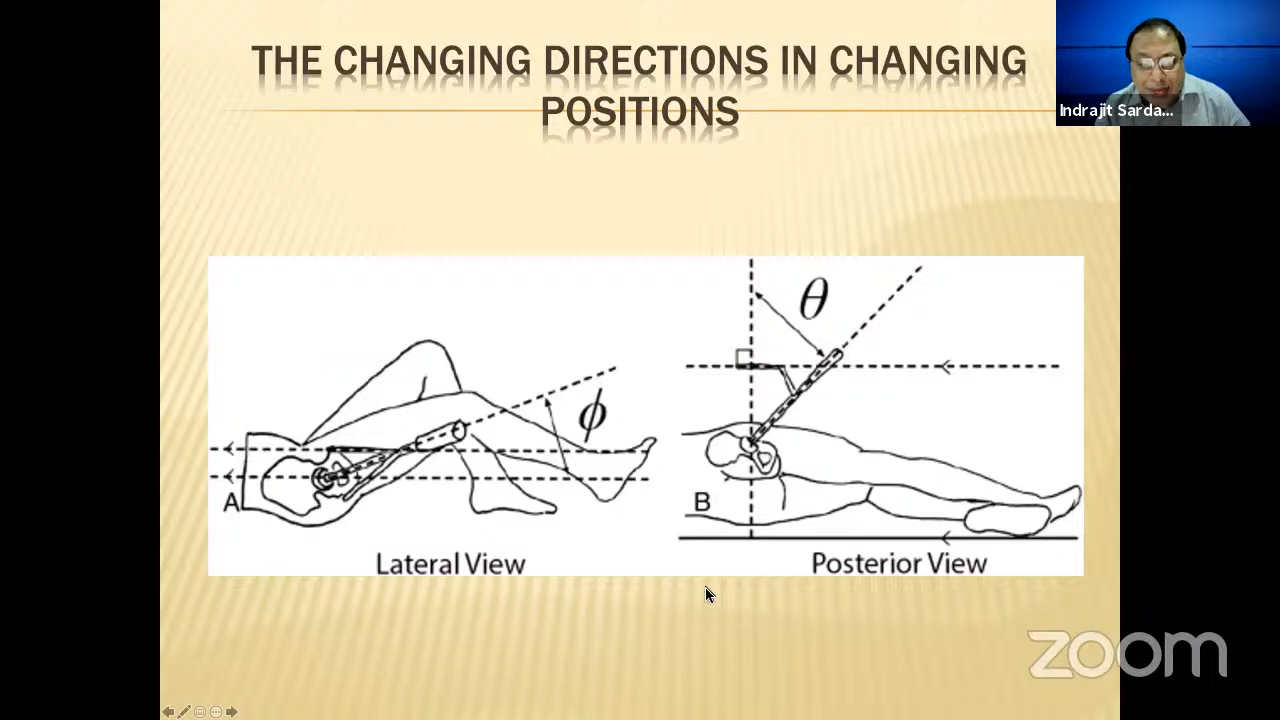 THE CHANGING DIRECTIONS IN CHANGING
POSITIONS
Indrajit Sarda...
θ
ϕ
A
B
Lateral View
Posterior View
zoom